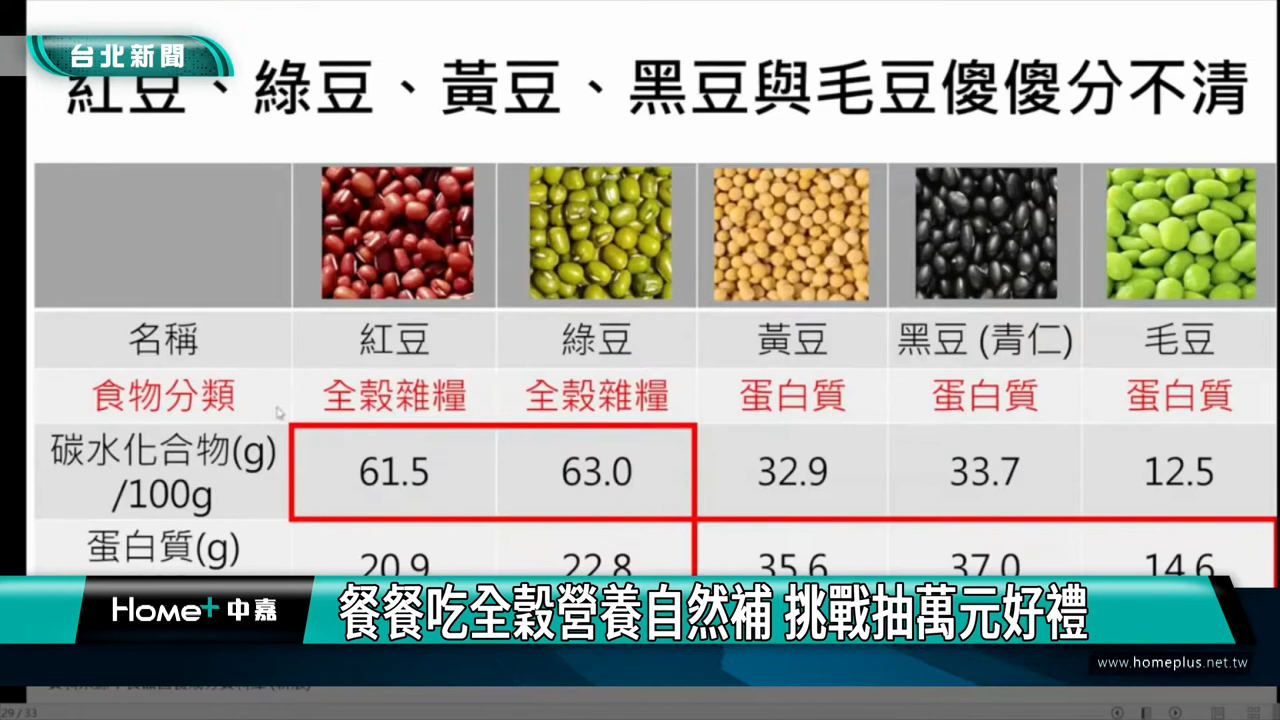 台北新聞
紅豆、綠豆、黃豆、黑豆與毛豆傻傻分不清
名稱 紅豆 綠豆 黃豆 黑豆 (青仁) 毛豆
食物分類 全穀雜糧 全穀雜糧 蛋白質 蛋白質 蛋白質
碳水化合物(g)
/100g 61.5 63.0 32.9 33.7 12.5
蛋白質(g)
20.9 22.8 35.6 37.0 14.6
Home+中嘉
餐餐吃全穀營養自然補 挑戰抽萬元好禮
www.homeplus.net.tw
29 / 33